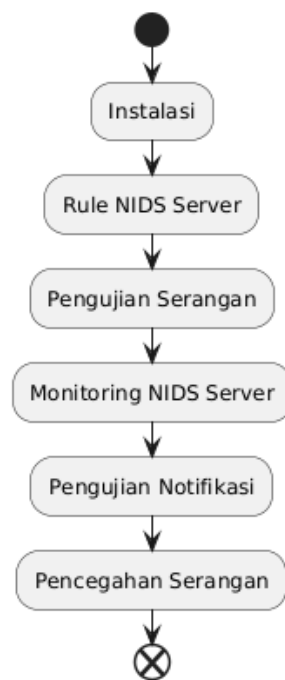 Instalasi
Rule NIDS Server
Pengujian Serangan
Monitoring NIDS Server
Pengujian Notifikasi
Pencegahan Serangan